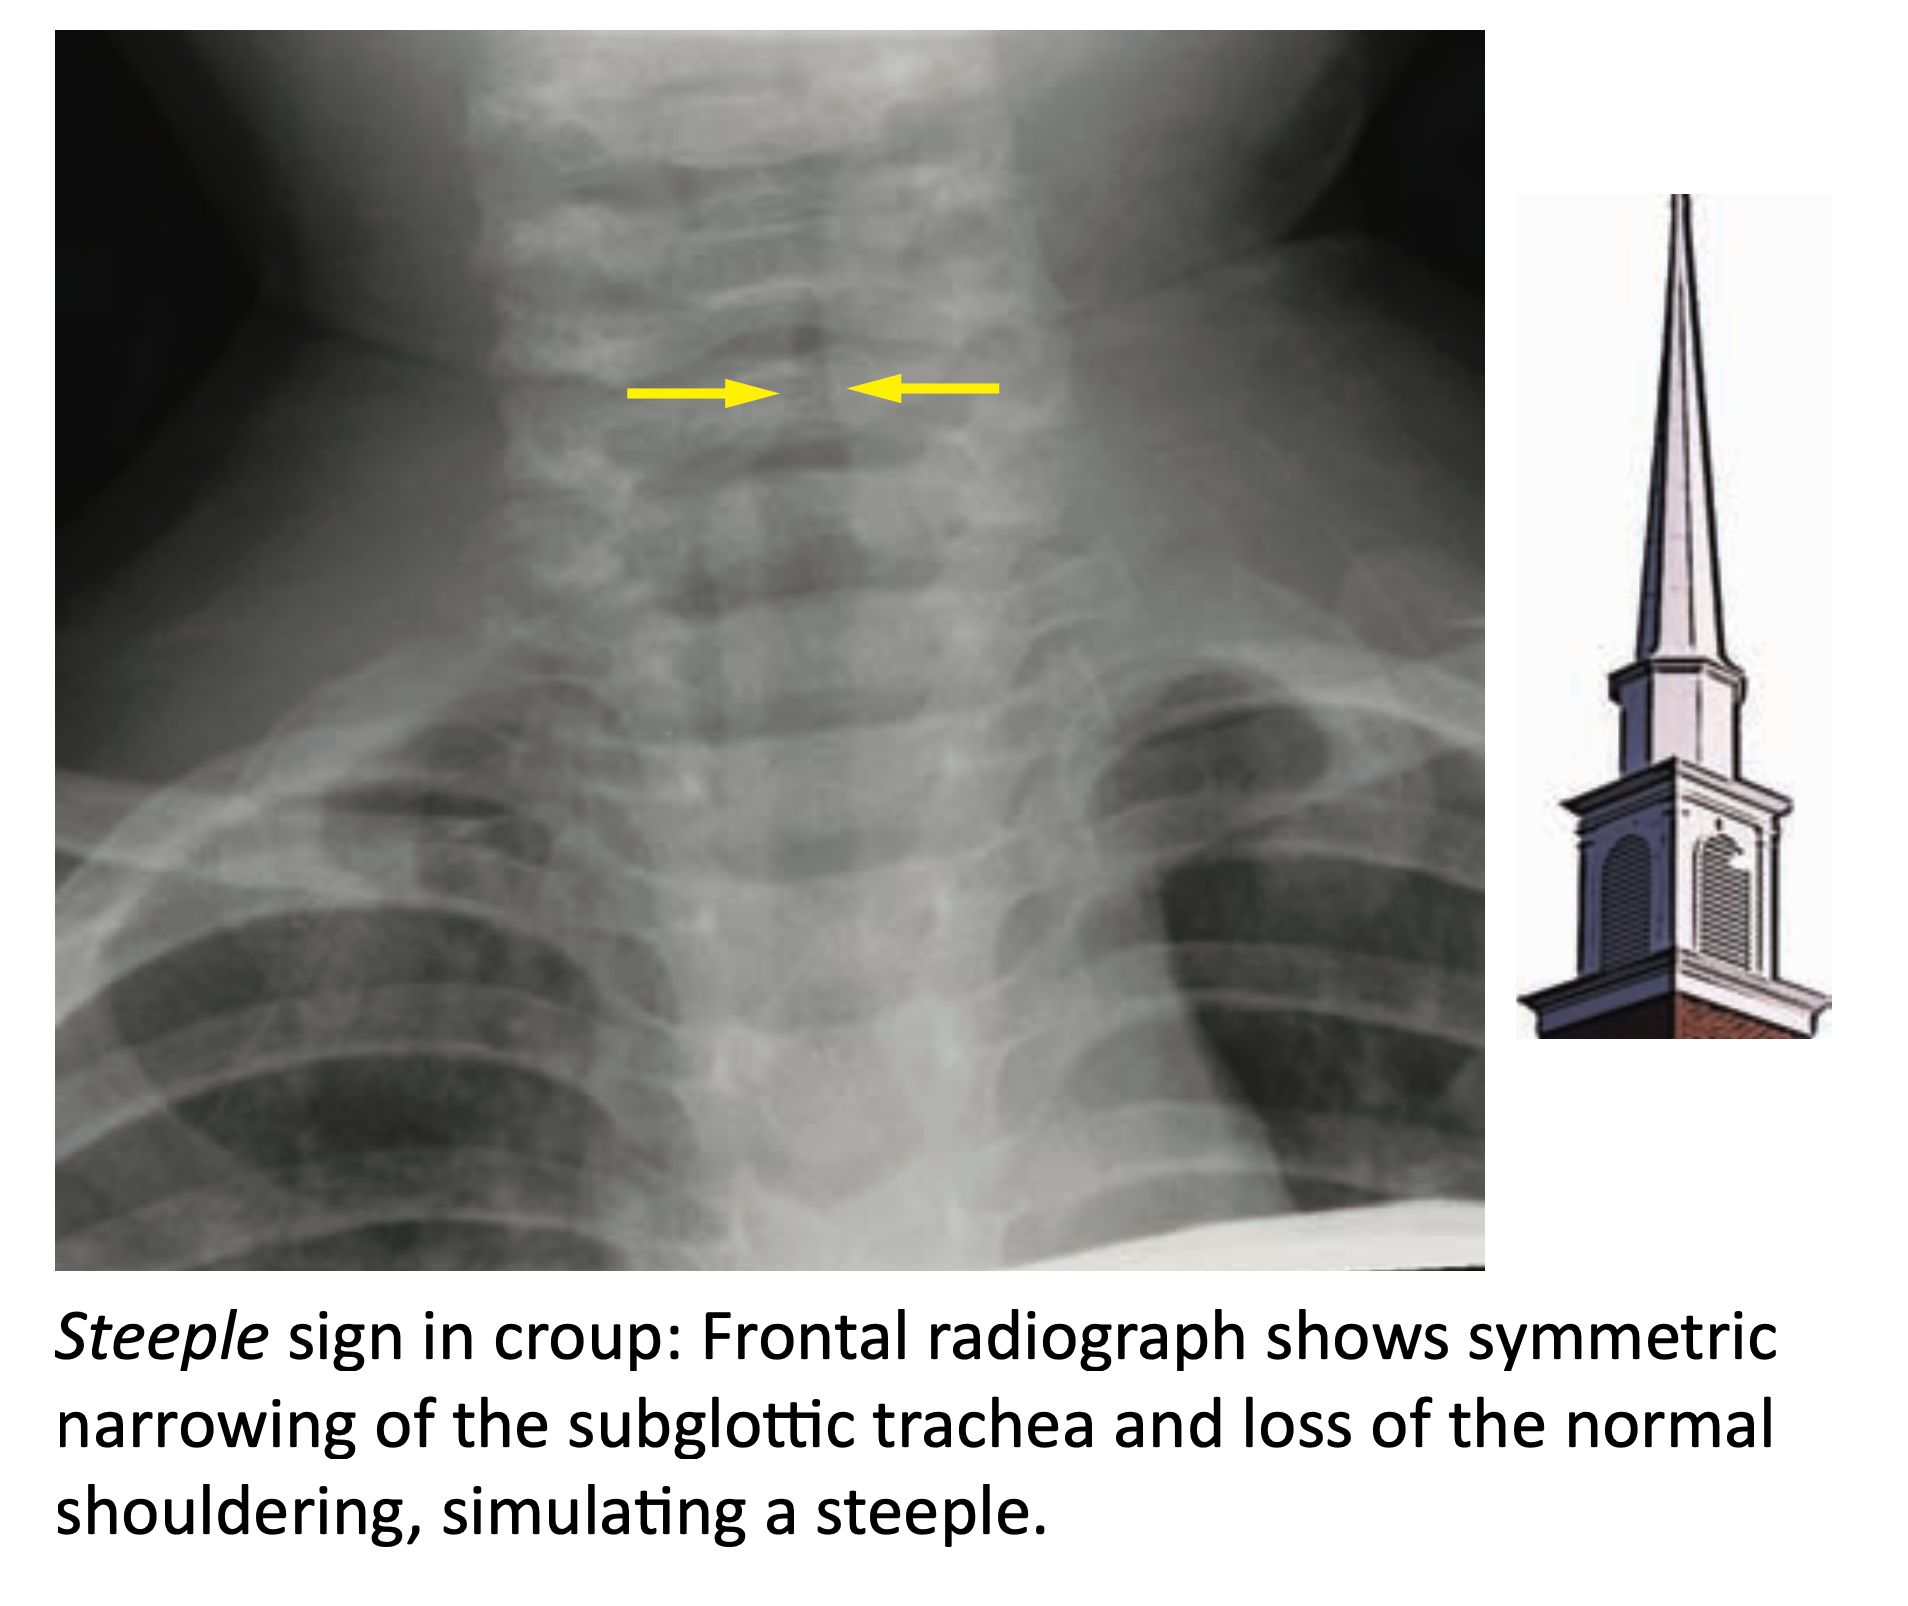 Steeple sign in croup: Frontal radiograph shows symmetric
narrowing of the subglottic trachea and loss of the normal
shouldering, simulating a steeple.